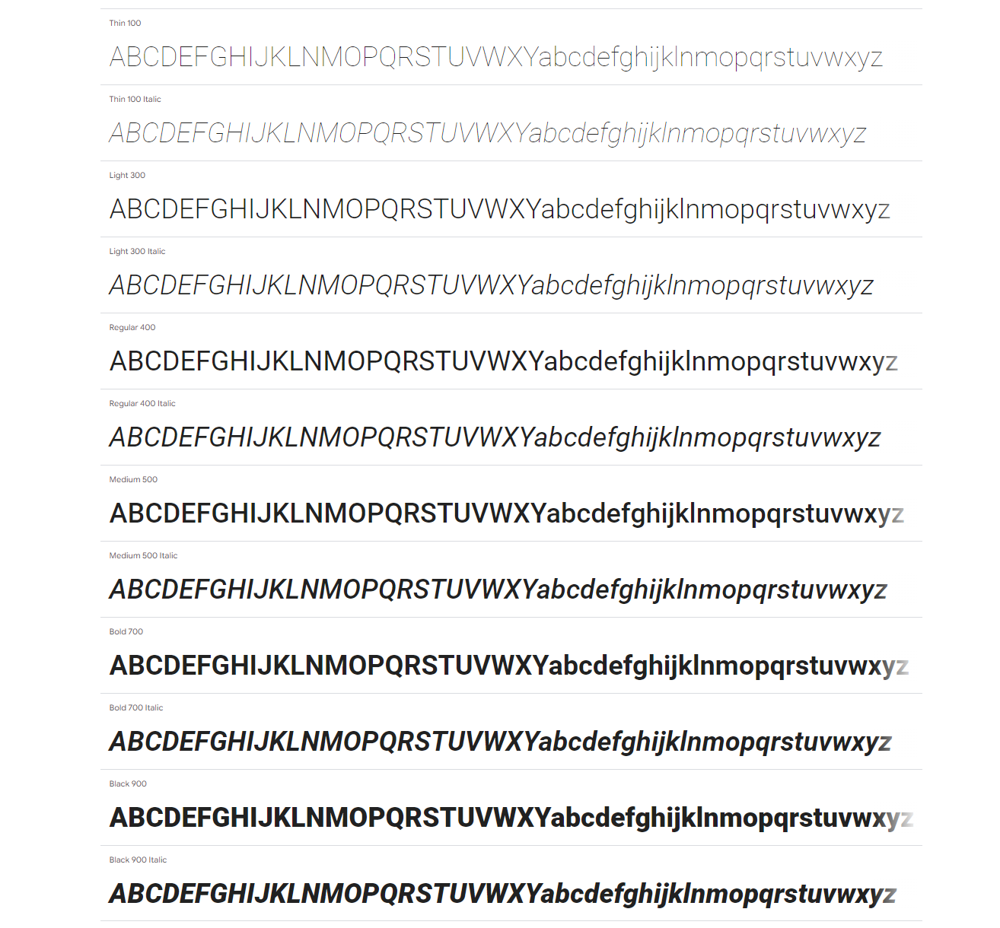 Thin 100
ABCDEFGHIJKLNMOPQRSTUVWXYabcdefghijklnmopqrstuvwxyz
Thin 100 Italic
ABCDEFGHIJKLNMOPQRSTUVWXYabcdefghijklnmopqrstuvwxyz
Light 300
ABCDEFGHIJKLNMOPQRSTUVWXYabcdefghijklnmopqrstuvwxyz
Light 300 Italic
ABCDEFGHIJKLNMOPQRSTUVWXYabcdefghijklnmopqrstuvwxyz
Regular 400
ABCDEFGHIJKLNMOPQRSTUVWXYabcdefghijklnmopqrstuvwxyz
Regular 400 Italic
ABCDEFGHIJKLNMOPQRSTUVWXYabcdefghijklnmopqrstuvwxyz
Medium 500
ABCDEFGHIJKLNMOPQRSTUVWXYabcdefghijklnmopqrstuvwxyz
Medium 500 Italic
ABCDEFGHIJKLNMOPQRSTUVWXYabcdefghijklnmopqrstuvwxyz
Bold 700
ABCDEFGHIJKLNMOPQRSTUVWXYabcdefghijklnmopqrstuvwxyz
Bold 700 Italic
ABCDEFGHIJKLNMOPQRSTUVWXYabcdefghijklnmopqrstuvwxyz
Black 900
ABCDEFGHIJKLNMOPQRSTUVWXYabcdefghijklnmopqrstuvwxyz
Black 900 Italic
ABCDEFGHIJKLNMOPQRSTUVWXYabcdefghijklnmopqrstuvwxyz